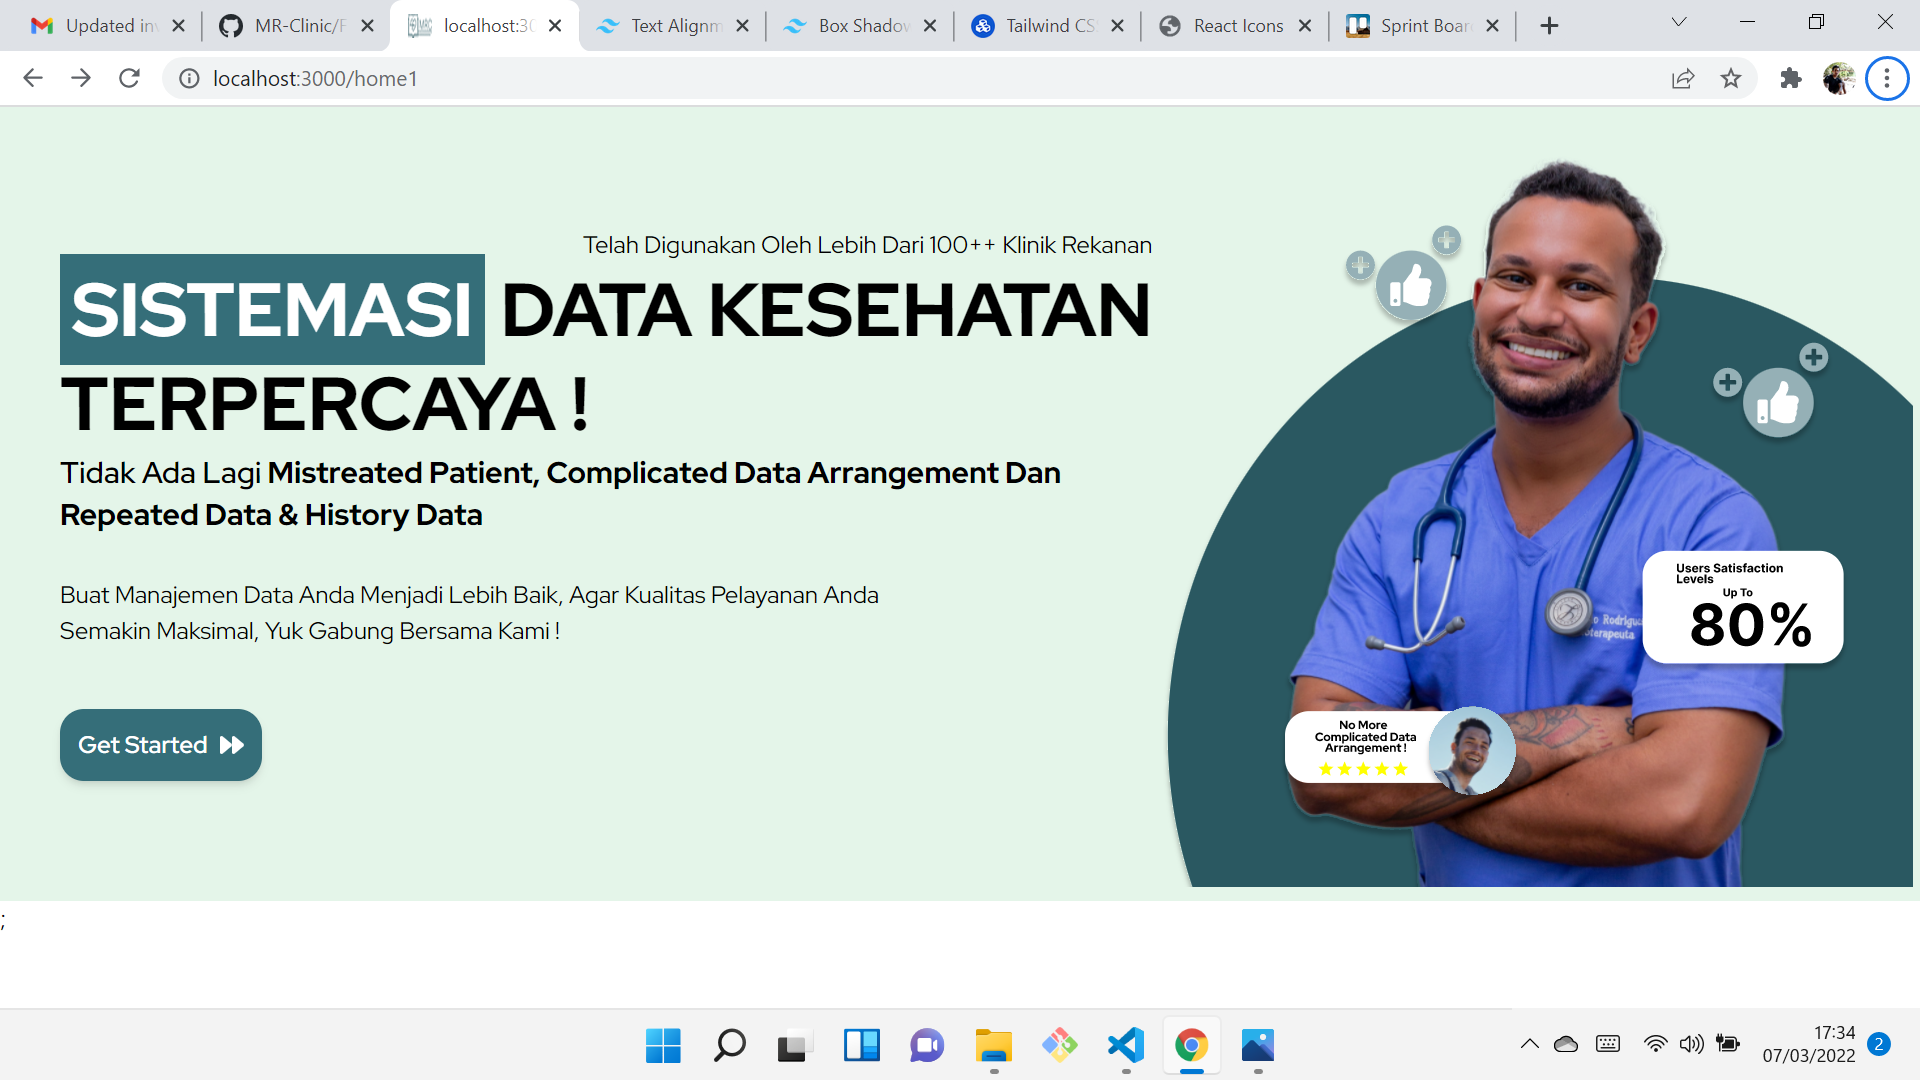 Updated inv
MR-Clinic/F
localhost:30
Text Alignm
Box Shadow
Tailwind CS
React Icons
Sprint Boar
localhost:3000/home1
Telah Digunakan Oleh Lebih Dari 100++ Klinik Rekanan
SISTEMASI DATA KESEHATAN
TERPERCAYA !
Tidak Ada Lagi Mistreated Patient, Complicated Data Arrangement Dan
Repeated Data & History Data
Buat Manajemen Data Anda Menjadi Lebih Baik, Agar Kualitas Pelayanan Anda
Semakin Maksimal, Yuk Gabung Bersama Kami !
Get Started
Users Satisfaction
Levels
Up To
80%
No More
Complicated Data
Arrangement !
;
17:34
07/03/2022
2